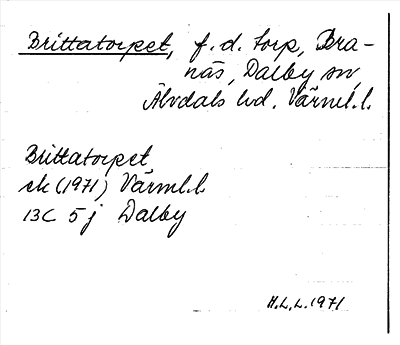 Brittatorpet, f. d. torp, Bra-
näs, Dalby sn,
Älvdals hd. Värml.l.
Brittatorpet
ek (1971) Värml.l.
13C 5j Dalby
H.L.L. 1971